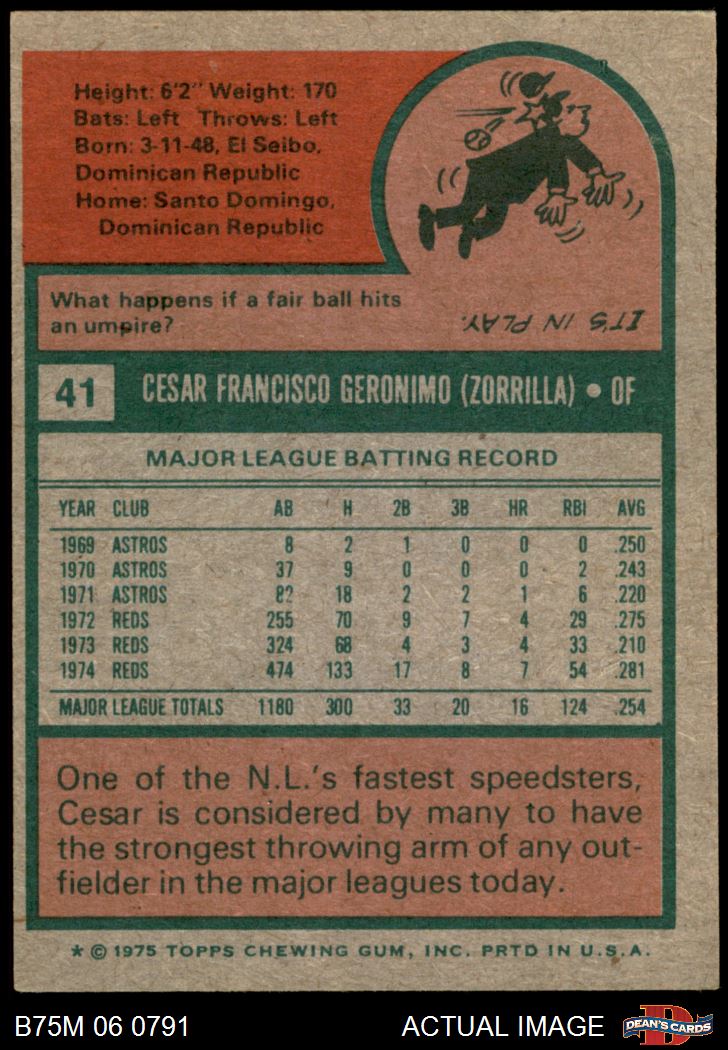 Height: 6'2" Weight: 170
Bats: Left Throws: Left
Born: 3-11-48, El Seibo,
Dominican Republic
Home: Santo Domingo,
Dominican Republic
What happens if a fair ball hits
an umpire?
IT'S IN PLAY.
41 CESAR FRANCISCO GERONIMO (ZORRILLA) • OF
MAJOR LEAGUE BATTING RECORD
YEAR CLUB AB H 2B 3B HR RBI AVG
1969 ASTROS 8 2 1 0 0 0 .250
1970 ASTROS 37 9 0 0 0 2 .243
1971 ASTROS 82 18 2 2 1 6 .220
1972 REDS 255 70 9 7 4 29 .275
1973 REDS 324 68 4 3 4 33 .210
1974 REDS 474 133 17 8 7 54 .281
MAJOR LEAGUE TOTALS 1180 300 33 20 16 124 .254
One of the N.L.'s fastest speedsters,
Cesar is considered by many to have
the strongest throwing arm of any out-
fielder in the major leagues today.
* © 1975 TOPPS CHEWING GUM, INC. PRTD IN U.S.A.
B75M 06 0791 ACTUAL IMAGE
D
DEAN'S CARDS